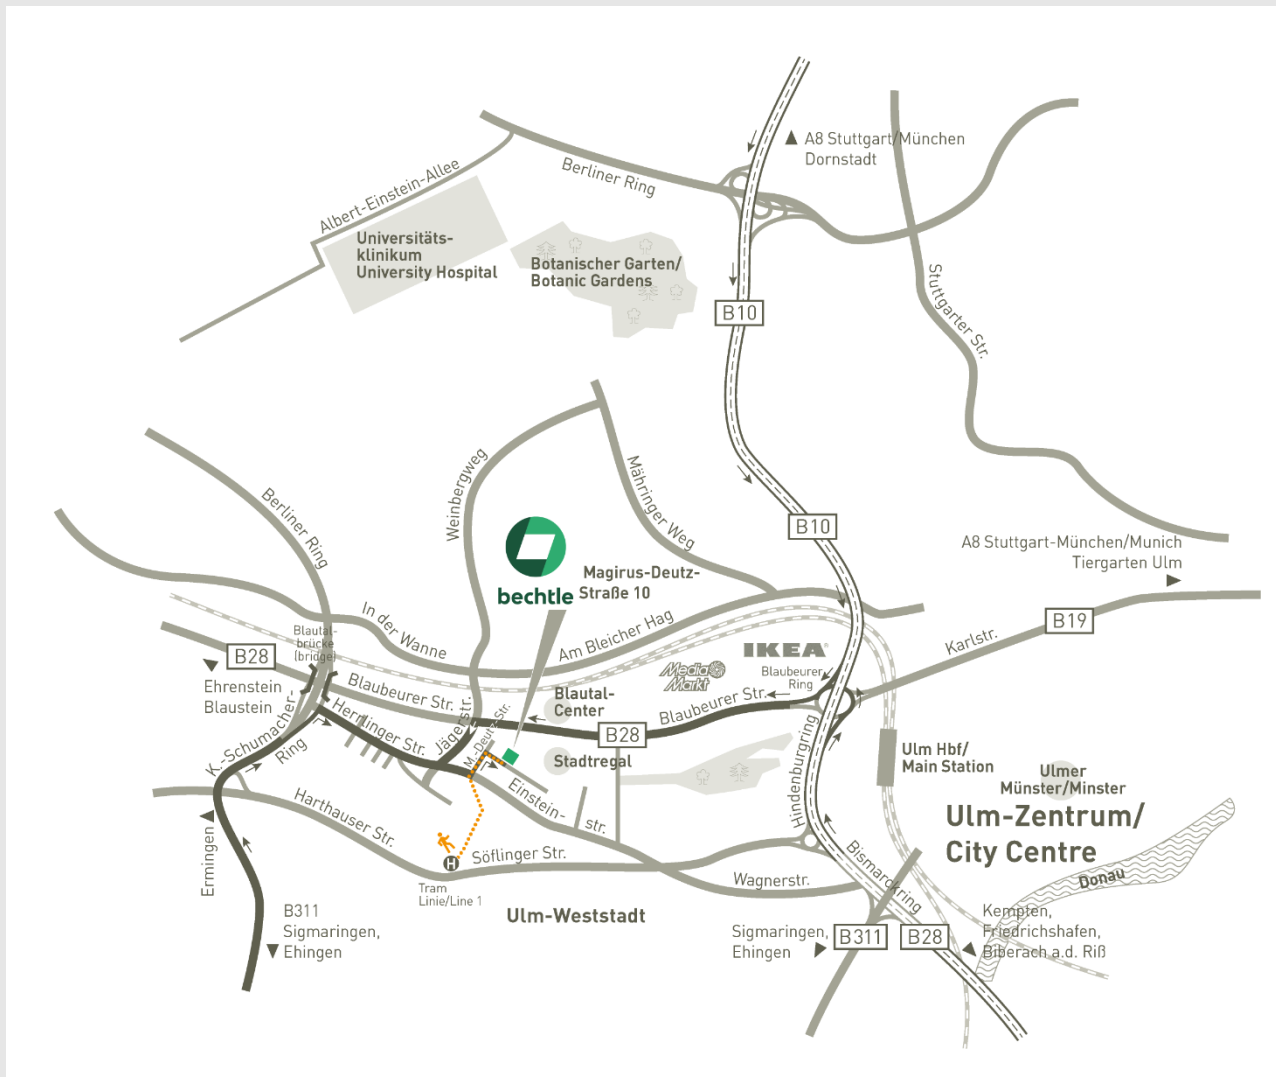 A8 Stuttgart/München
Dornstadt
Berliner Ring
Albert-Einstein-Allee
Universitäts-
klinikum
University Hospital
Botanischer Garten/
Botanic Gardens
B10
Stuttgarter Str.
Weinbergweg
Mähringer Weg
Berliner Ring
B10
A8 Stuttgart-München/Munich
Tiergarten Ulm
bechtle
Magirus-Deutz-
Straße 10
B19
Karlstr.
In der Wanne
Am Bleicher Hag
Blautal-
brücke
(bridge)
B28
Ehrenstein
Blaustein
IKEA
Media
Markt
Blaubeurer
Ring
Blaubeurer Str.
Blautal-
Center
Blaubeurer Str.
B28
Herrlinger Str.
Jägerstr.
M.-Deutz-Str.
K.-Schumacher-
Ring
Stadtregal
Hindenburgring
Ulm Hbf/
Main Station
Ulmer
Münster/Minster
Ulm-Zentrum/
City Centre
Einstein-
str.
Harthauser Str.
Ermingen
H
Söflinger Str.
Tram
Linie/Line 1
Wagnerstr.
Bismarckring
Donau
Ulm-Weststadt
B311
Sigmaringen,
Ehingen
Sigmaringen,
Ehingen
B311
B28
Kempten,
Friedrichshafen,
Biberach a.d. Riß